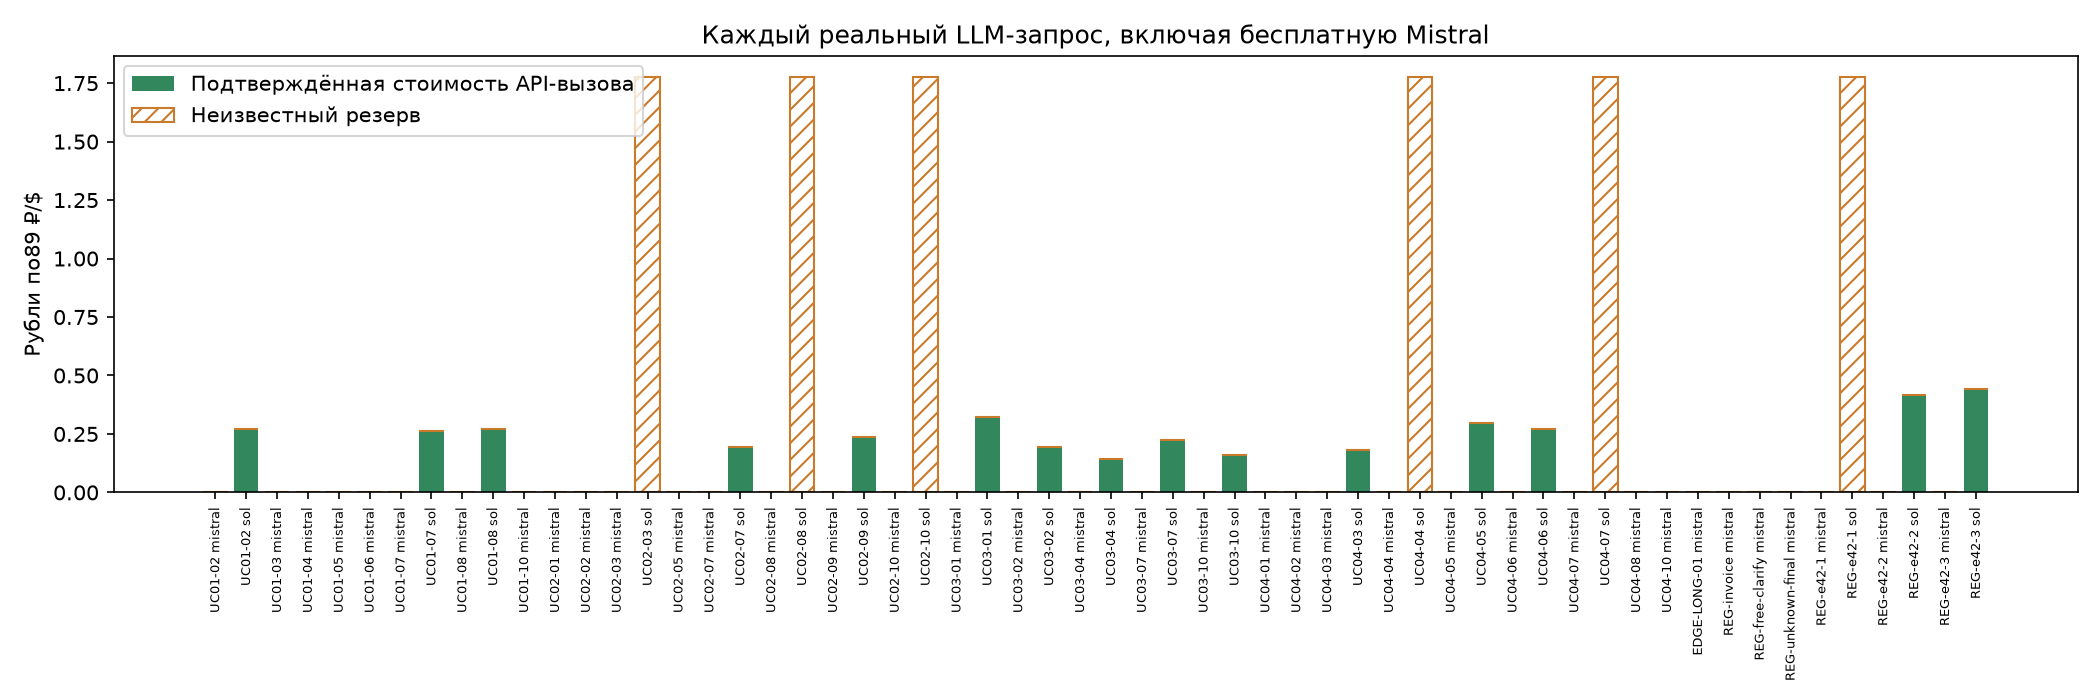 Каждый реальный LLM-запрос, включая бесплатную Mistral
Подтверждённая стоимость API-вызова
Неизвестный резерв
Рубли по89 ₽/$
1.75
1.50
1.25
1.00
0.75
0.50
0.25
0.00
UC01-02 mistral
UC01-02 sol
UC01-03 mistral
UC01-04 mistral
UC01-05 mistral
UC01-06 mistral
UC01-07 mistral
UC01-07 sol
UC01-08 mistral
UC01-08 sol
UC01-10 mistral
UC02-01 mistral
UC02-02 mistral
UC02-03 mistral
UC02-03 sol
UC02-05 mistral
UC02-07 mistral
UC02-07 sol
UC02-08 mistral
UC02-08 sol
UC02-09 mistral
UC02-09 sol
UC02-10 mistral
UC02-10 sol
UC03-01 mistral
UC03-01 sol
UC03-02 mistral
UC03-02 sol
UC03-04 mistral
UC03-04 sol
UC03-07 mistral
UC03-07 sol
UC03-10 mistral
UC03-10 sol
UC04-01 mistral
UC04-02 mistral
UC04-03 mistral
UC04-03 sol
UC04-04 mistral
UC04-04 sol
UC04-05 mistral
UC04-05 sol
UC04-06 mistral
UC04-06 sol
UC04-07 mistral
UC04-07 sol
UC04-08 mistral
UC04-10 mistral
EDGE-LONG-01 mistral
REG-invoice mistral
REG-free-clarify mistral
REG-unknown-final mistral
REG-e42-1 mistral
REG-e42-1 sol
REG-e42-2 mistral
REG-e42-2 sol
REG-e42-3 mistral
REG-e42-3 sol